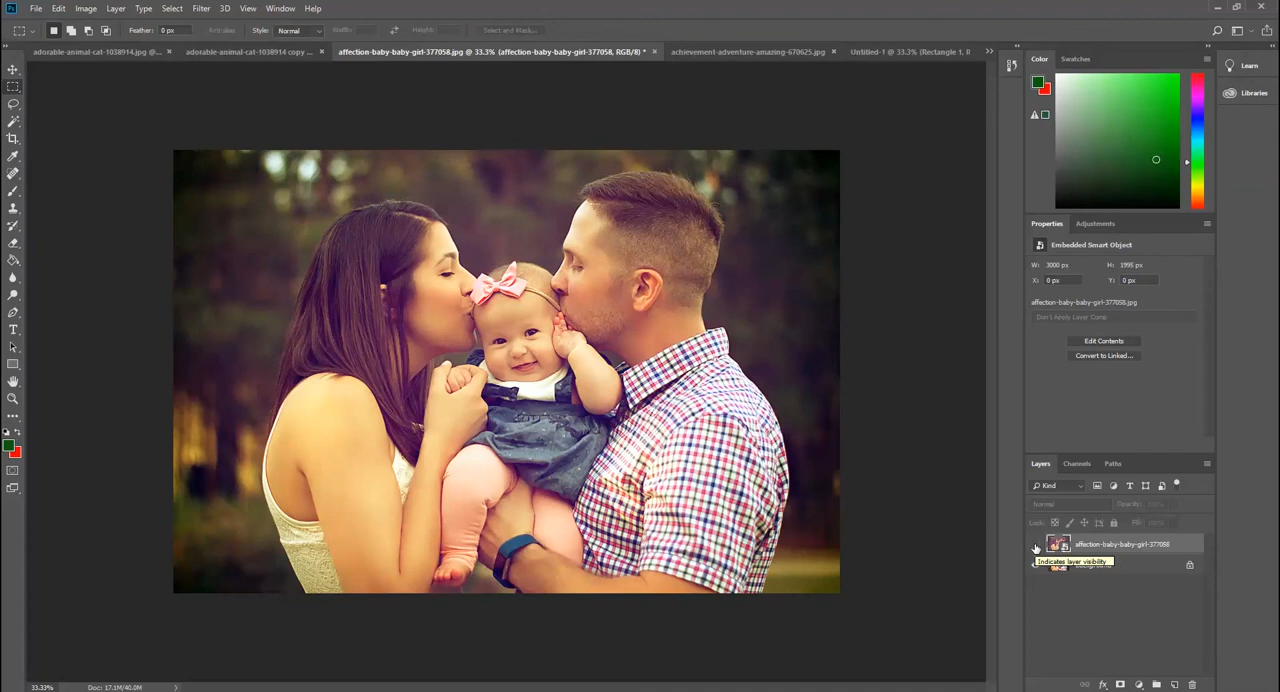 Ps File Edit Image Layer Type Select Filter 3D View Window Help
Feather: 0 px Anti-alias Style: Normal Width: Height: Select and Mask...
adorable-animal-cat-1038914.jpg @... × adorable-animal-cat-1038914 copy ... × affection-baby-baby-girl-377058.jpg @ 33.3% (affection-baby-baby-girl-377058, RGB/8) * × achievement-adventure-amazing-670625.jpg × Untitled-1 @ 33.3% (Rectangle 1, R
Color Swatches
Learn
Libraries
Properties Adjustments
Embedded Smart Object
W: 3000 px H: 1995 px
X: 0 px Y: 0 px
affection-baby-baby-girl-377058.jpg
Don't Apply Layer Comp
Edit Contents
Convert to Linked...
Layers Channels Paths
Kind
Normal Opacity: 100%
Lock: Fill: 100%
affection-baby-baby-girl-377058
Indicates layer visibility
33.33% Doc: 17.1M/40.0M